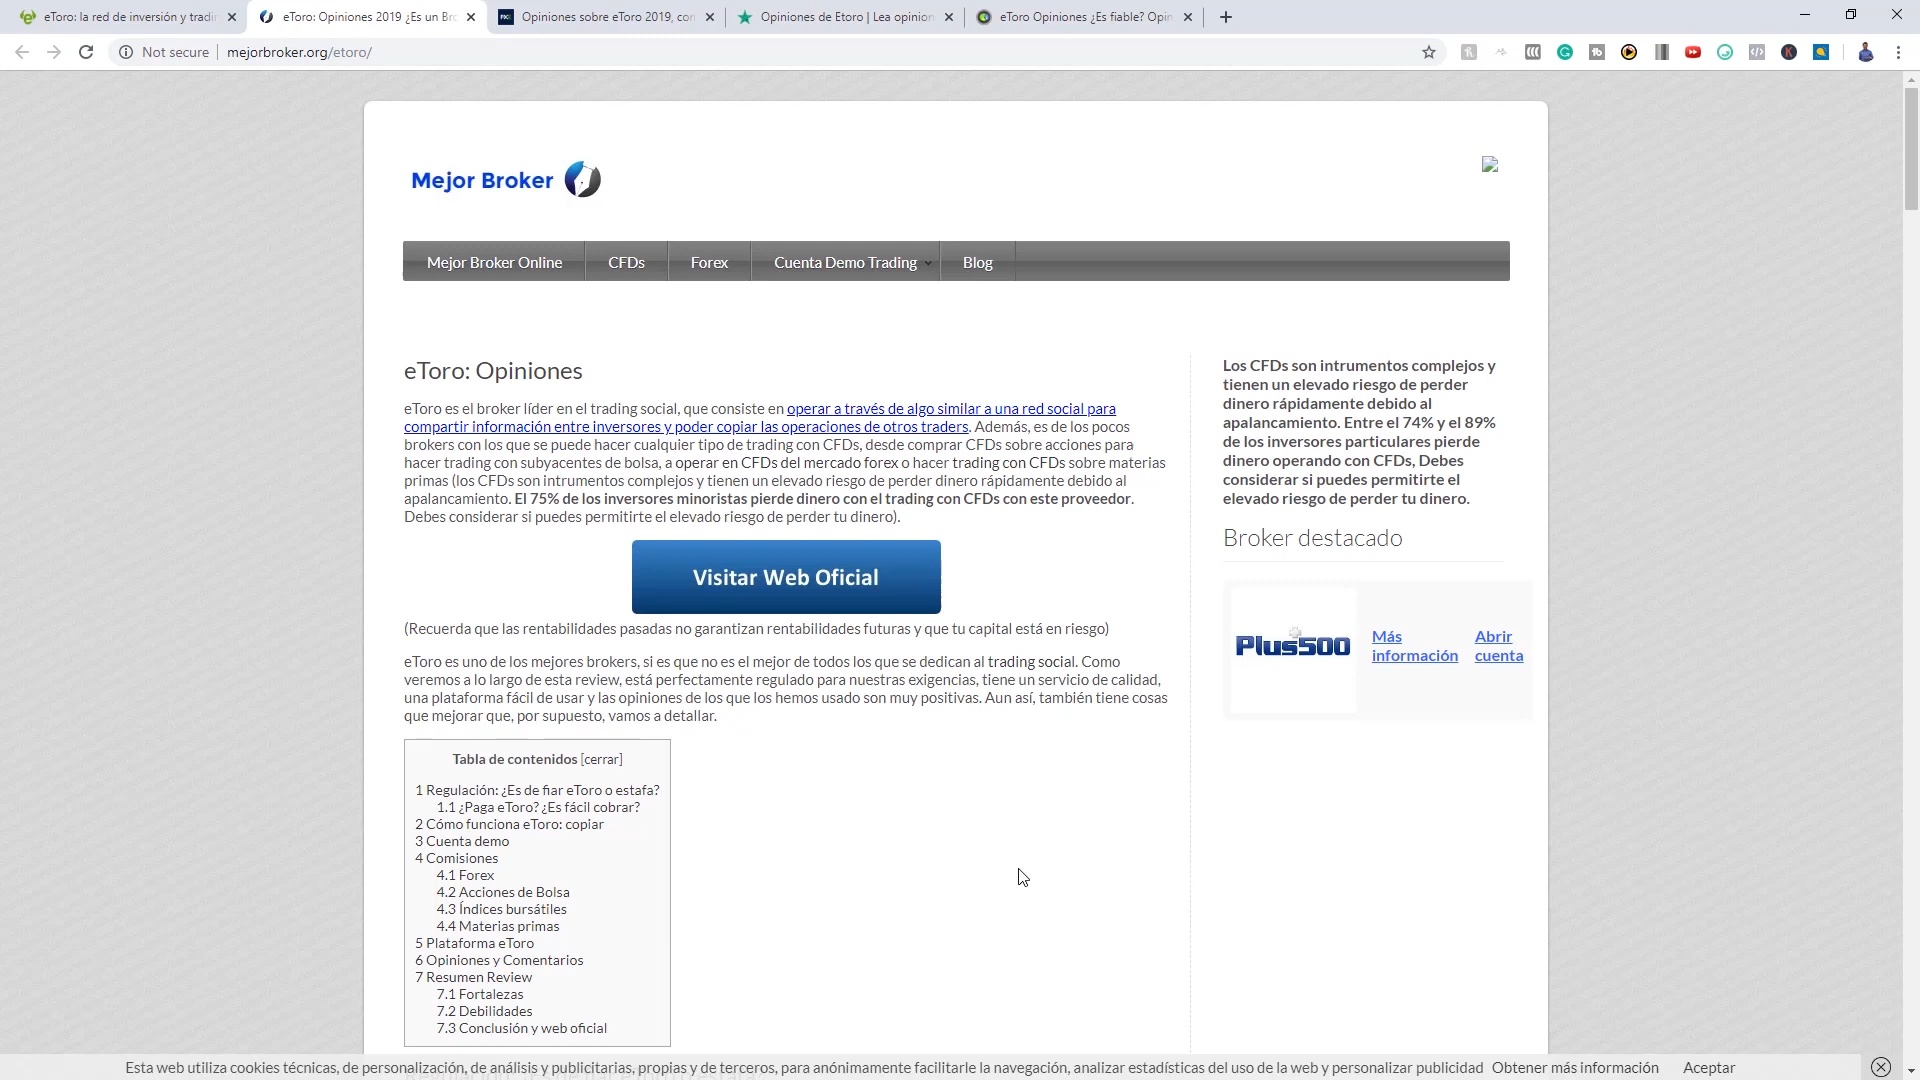 eToro: la red de inversión y tradin
eToro: Opiniones 2019 ¿Es un Bro
Opiniones sobre eToro 2019, con
Opiniones de Etoro | Lea opinion
eToro Opiniones ¿Es fiable? Opin
Not secure
mejorbroker.org/etoro/
Mejor Broker
Mejor Broker Online
CFDs
Forex
Cuenta Demo Trading
Blog
eToro: Opiniones
eToro es el broker líder en el trading social, que consiste en operar a través de algo similar a una red social para
compartir información entre inversores y poder copiar las operaciones de otros traders. Además, es de los pocos
brokers con los que se puede hacer cualquier tipo de trading con CFDs, desde comprar CFDs sobre acciones para
hacer trading con subyacentes de bolsa, a operar en CFDs del mercado forex o hacer trading con CFDs sobre materias
primas (los CFDs son intrumentos complejos y tienen un elevado riesgo de perder dinero rápidamente debido al
apalancamiento. El 75% de los inversores minoristas pierde dinero con el trading con CFDs con este proveedor.
Debes considerar si puedes permitirte el elevado riesgo de perder tu dinero).
Visitar Web Oficial
(Recuerda que las rentabilidades pasadas no garantizan rentabilidades futuras y que tu capital está en riesgo)
eToro es uno de los mejores brokers, si es que no es el mejor de todos los que se dedican al trading social. Como
veremos a lo largo de esta review, está perfectamente regulado para nuestras exigencias, tiene un servicio de calidad,
una plataforma fácil de usar y las opiniones de los que los hemos usado son muy positivas. Aun así, también tiene cosas
que mejorar que, por supuesto, vamos a detallar.
Tabla de contenidos [cerrar]
1 Regulación: ¿Es de fiar eToro o estafa?
1.1 ¿Paga eToro? ¿Es fácil cobrar?
2 Cómo funciona eToro: copiar
3 Cuenta demo
4 Comisiones
4.1 Forex
4.2 Acciones de Bolsa
4.3 Índices bursátiles
4.4 Materias primas
5 Plataforma eToro
6 Opiniones y Comentarios
7 Resumen Review
7.1 Fortalezas
7.2 Debilidades
7.3 Conclusión y web oficial
Los CFDs son intrumentos complejos y
tienen un elevado riesgo de perder
dinero rápidamente debido al
apalancamiento. Entre el 74% y el 89%
de los inversores particulares pierde
dinero operando con CFDs, Debes
considerar si puedes permitirte el
elevado riesgo de perder tu dinero.
Broker destacado
Plus500
Más
información
Abrir
cuenta
Esta web utiliza cookies técnicas, de personalización, de análisis y publicitarias, propias y de terceros, para anónimamente facilitarle la navegación, analizar estadísticas del uso de la web y personalizar publicidad Obtener más información Aceptar